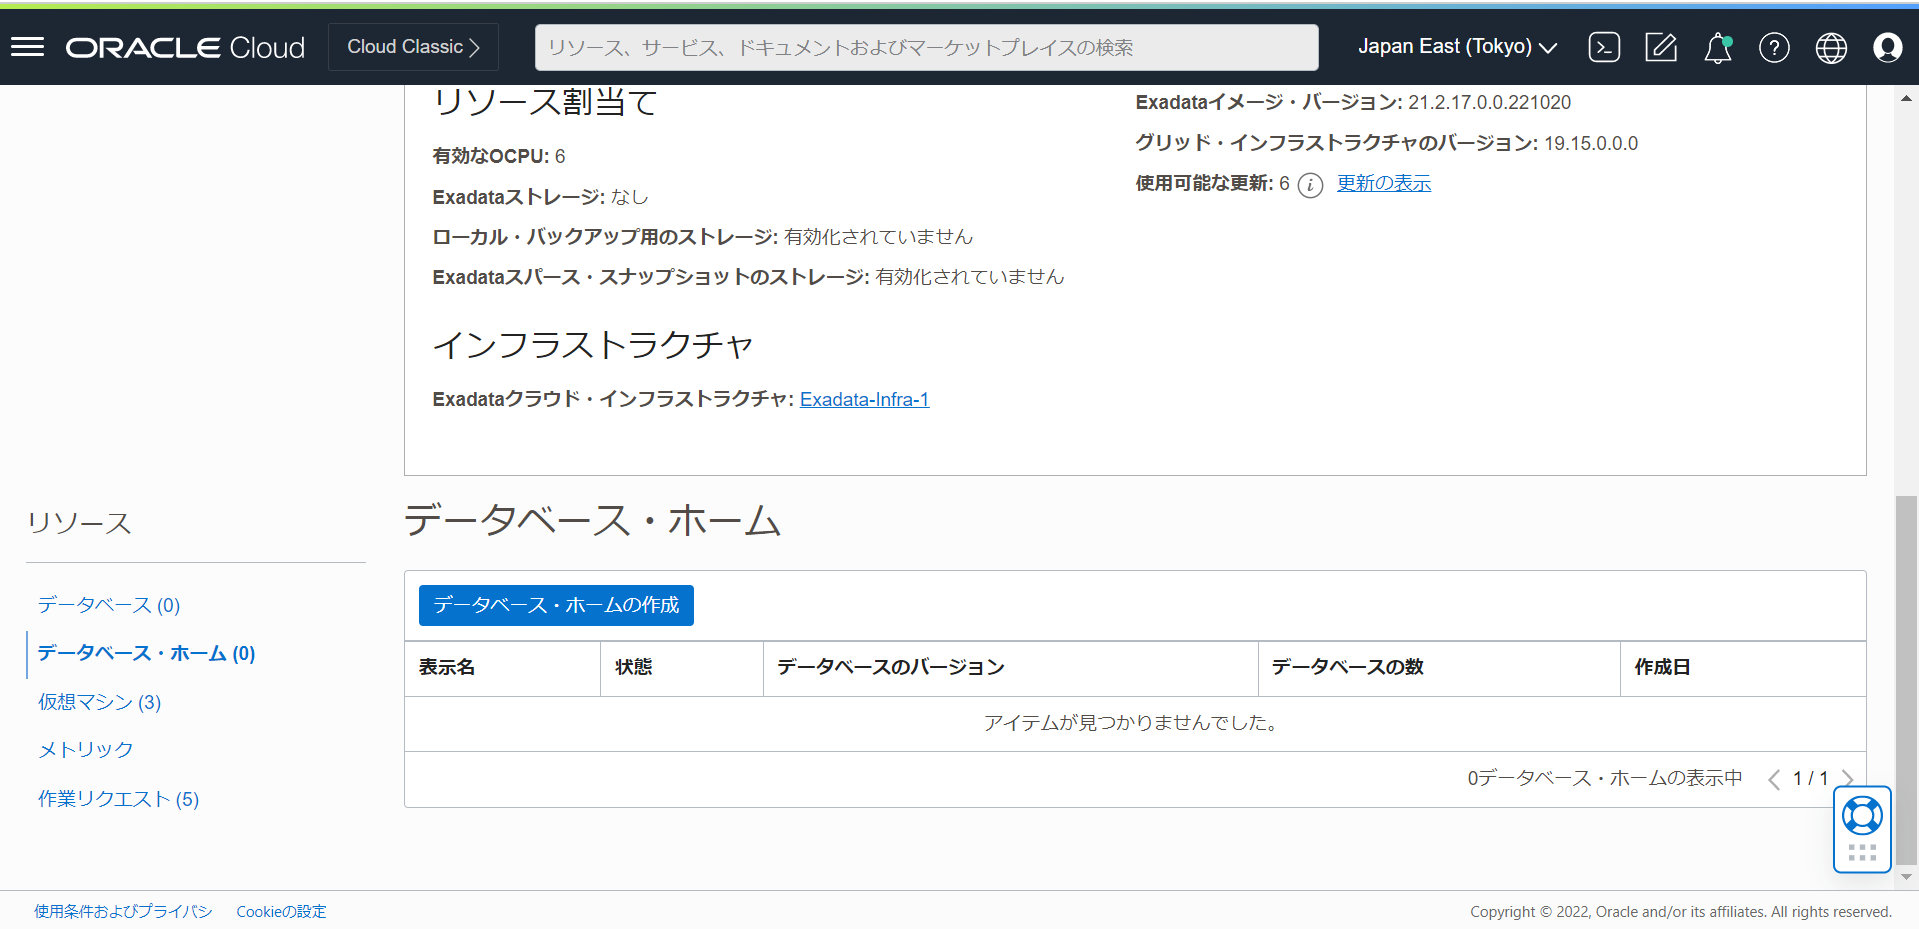 ORACLE Cloud
Cloud Classic
リソース、サービス、ドキュメントおよびマーケットプレイスの検索
Japan East (Tokyo)
リソース割当て
有効なOCPU: 6
Exadataストレージ: なし
ローカル・バックアップ用のストレージ: 有効化されていません
Exadataスパース・スナップショットのストレージ: 有効化されていません
Exadataイメージ・バージョン: 21.2.17.0.0.221020
グリッド・インフラストラクチャのバージョン: 19.15.0.0.0
使用可能な更新: 6 i 更新の表示
インフラストラクチャ
Exadataクラウド・インフラストラクチャ: Exadata-Infra-1
リソース
データベース (0)
データベース・ホーム (0)
仮想マシン (3)
メトリック
作業リクエスト (5)
データベース・ホーム
データベース・ホームの作成
表示名 状態 データベースのバージョン データベースの数 作成日
アイテムが見つかりませんでした。
0データベース・ホームの表示中 1 / 1
使用条件およびプライバシ Cookieの設定
Copyright © 2022, Oracle and/or its affiliates. All rights reserved.